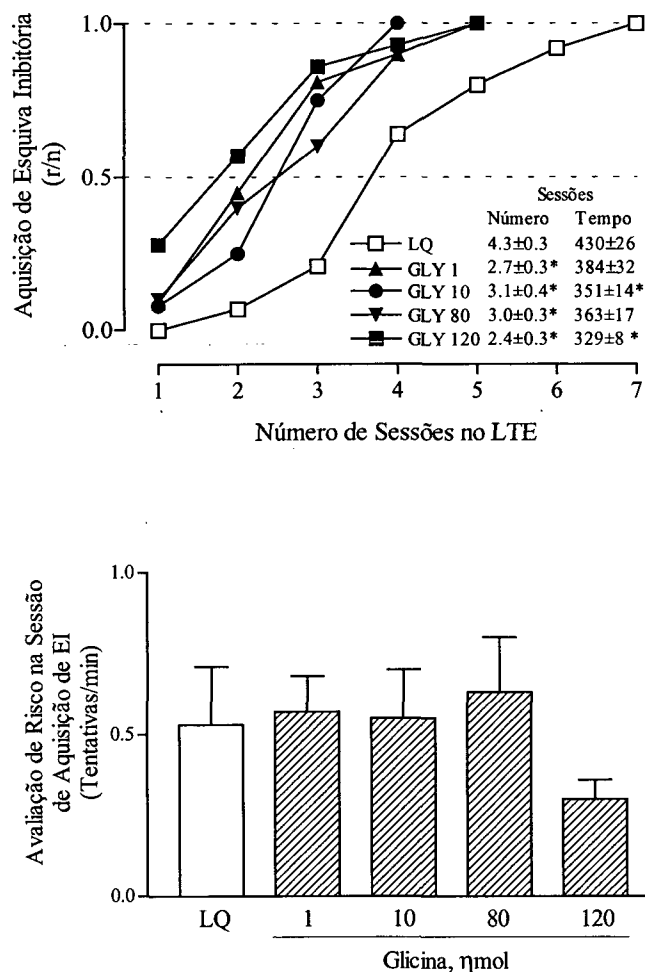 Aquisição de Esquiva Inibitória
(r/n)
1.0
0.5
0.0
Sessões
Número Tempo
LQ 4.3±0.3 430±26
GLY 1 2.7±0.3* 384±32
GLY 10 3.1±0.4* 351±14*
GLY 80 3.0±0.3* 363±17
GLY 120 2.4±0.3* 329±8 *
1 2 3 4 5 6 7
Número de Sessões no LTE
Avaliação de Risco na Sessão
de Aquisição de EI
(Tentativas/min)
1.0
0.5
0.0
LQ 1 10 80 120
Glicina, ηmol